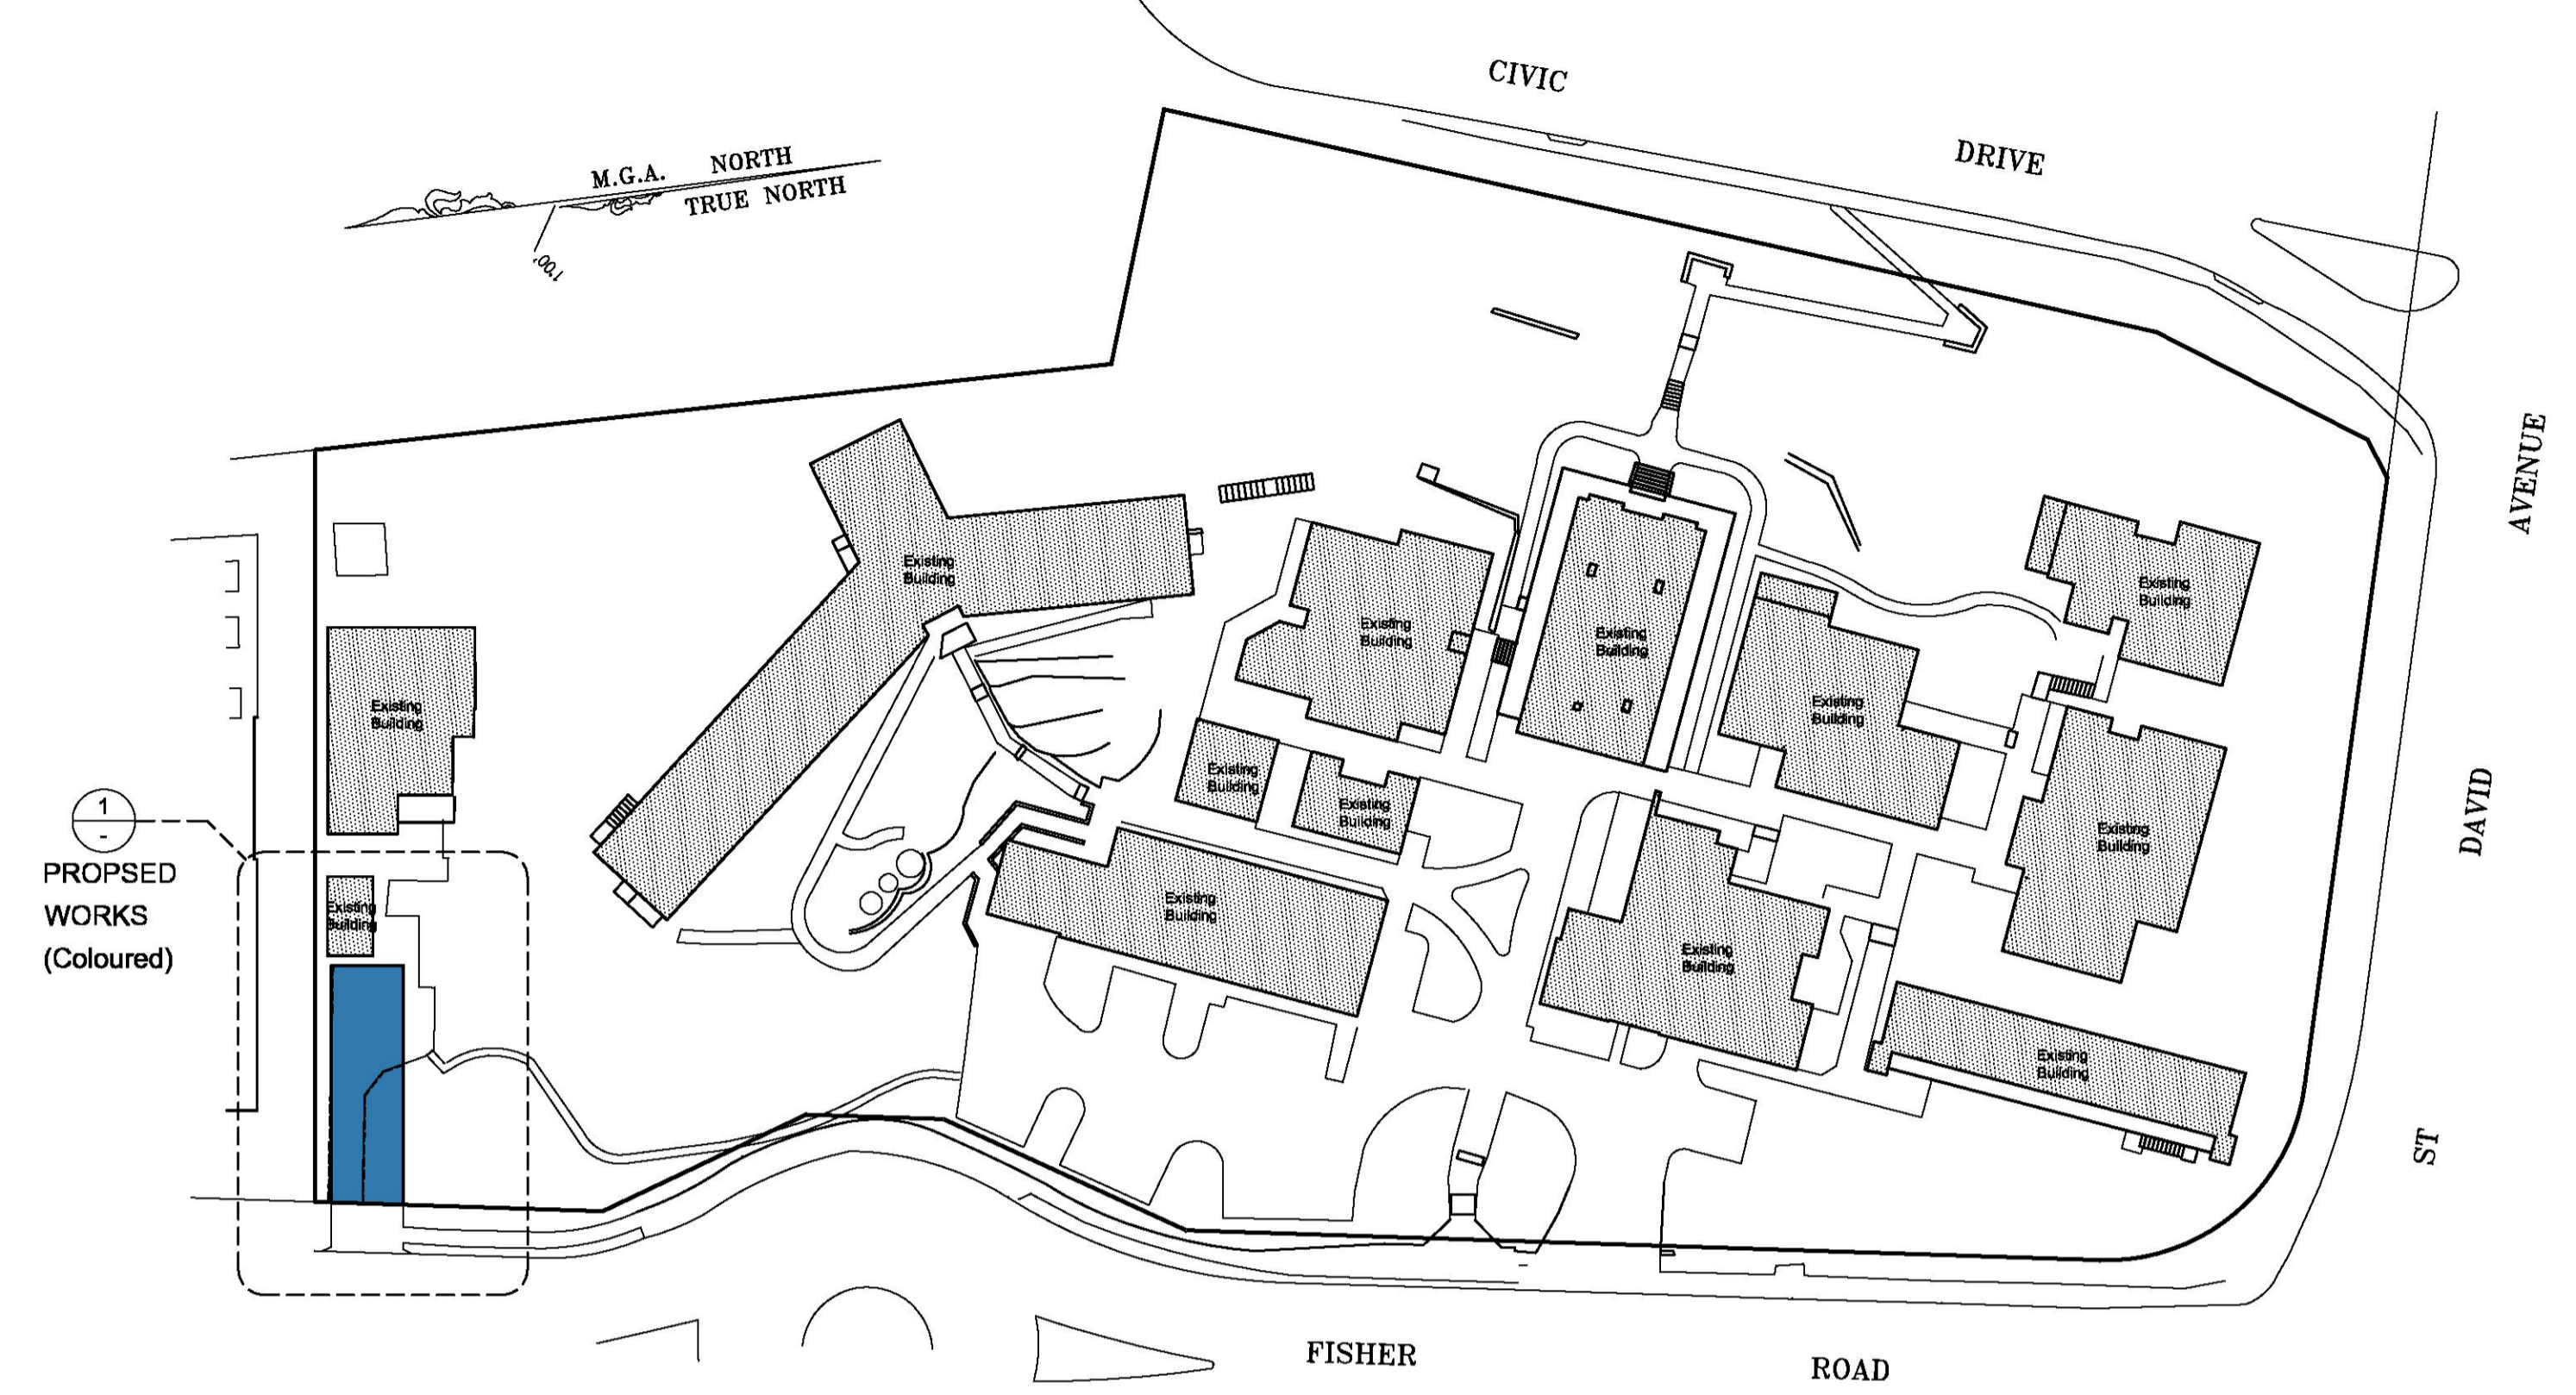 CIVIC
DRIVE
M.G.A. NORTH
TRUE NORTH
1°00'
AVENUE
DAVID
ST
Existing
Building
Existing
Building
Existing
Building
Existing
Building
Existing
Building
Existing
Building
Existing
Building
Existing
Building
Existing
Building
Existing
Building
Existing
Building
Existing
Building
Existing
Building
1
-
PROPSED
WORKS
(Coloured)
FISHER
ROAD